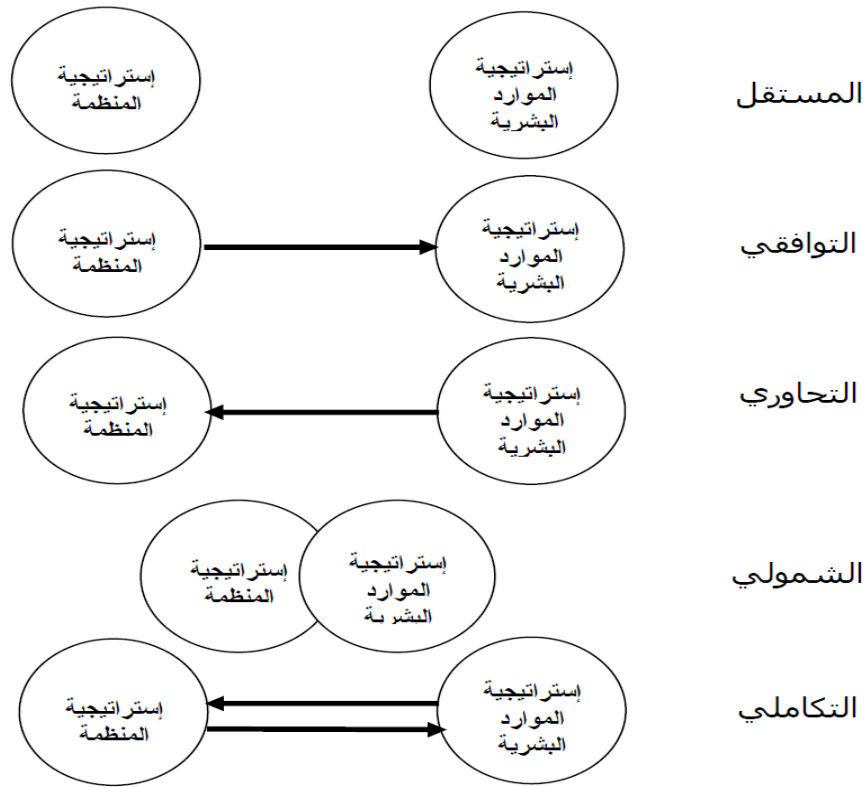 المستقل
إستراتيجية
الموارد
البشرية
إستراتيجية
المنظمة
التوافقي
إستراتيجية
الموارد
البشرية
إستراتيجية
المنظمة
التحاوري
إستراتيجية
الموارد
البشرية
إستراتيجية
المنظمة
الشمولي
إستراتيجية
الموارد
البشرية
إستراتيجية
المنظمة
التكاملي
إستراتيجية
الموارد
البشرية
إستراتيجية
المنظمة